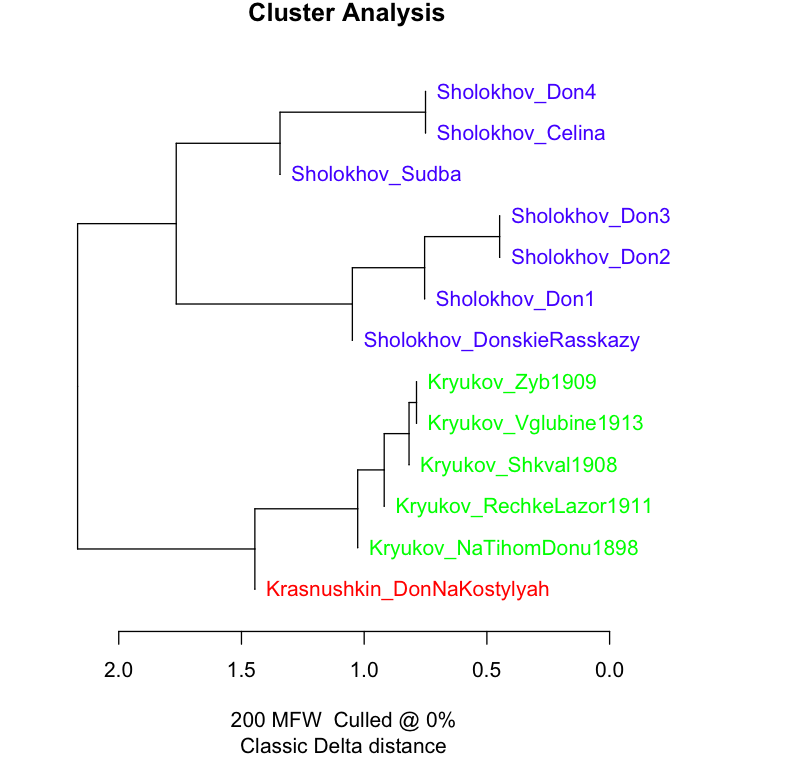 Cluster Analysis
Sholokhov_Don4
Sholokhov_Celina
Sholokhov_Sudba
Sholokhov_Don3
Sholokhov_Don2
Sholokhov_Don1
Sholokhov_DonskieRasskazy
Kryukov_Zyb1909
Kryukov_Vglubine1913
Kryukov_Shkval1908
Kryukov_RechkeLazor1911
Kryukov_NaTihomDonu1898
Krasnushkin_DonNaKostylyah
2.0 1.5 1.0 0.5 0.0
200 MFW  Culled @ 0%
Classic Delta distance